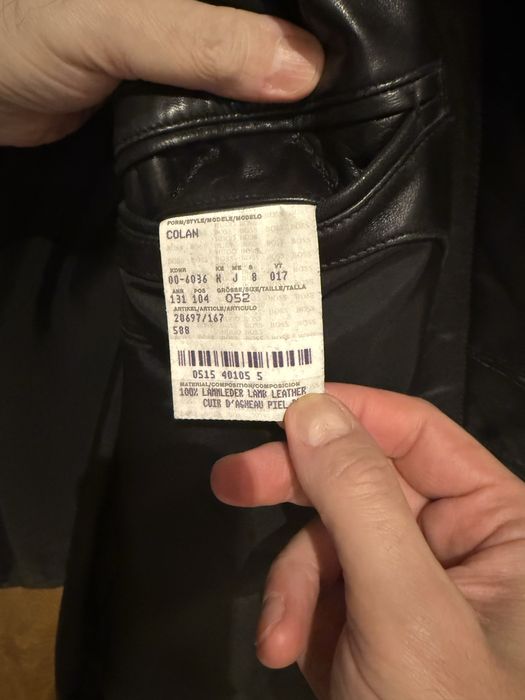 FORM/STYLE/MODELE/MODELO
COLAN
KDNR KE ME S VT
00-6036 H J 8 017
ANR POS GRÖSSE/SIZE/TAILLE/TALLA
131 104 052
ARTIKEL/ARTICLE/ARTICULO
20697/167
588
0515 40105 5
MATERIAL/COMPOSITION/COMPOSICION
100% LAMMLEDER LAMB LEATHER
CUIR D'AGNEAU PIEL